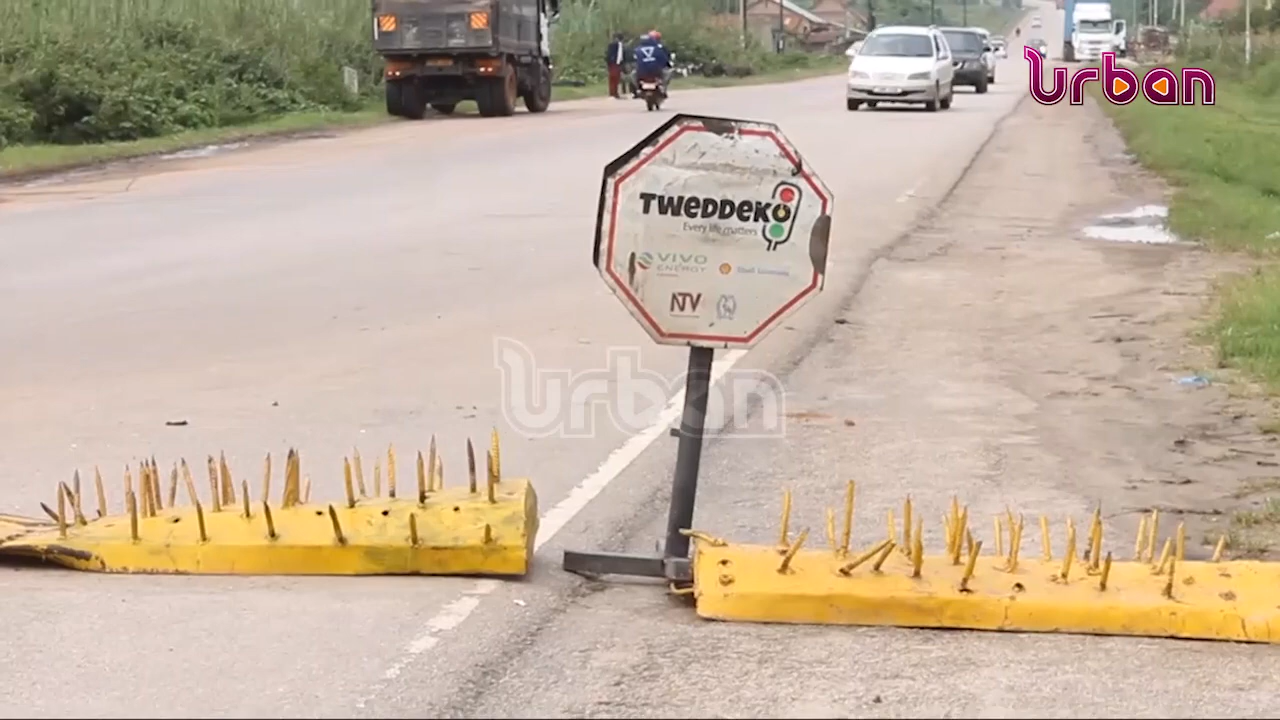 Urban
TWEDDEKO
Every life matters
VIVO
ENERGY
NTV
Urban